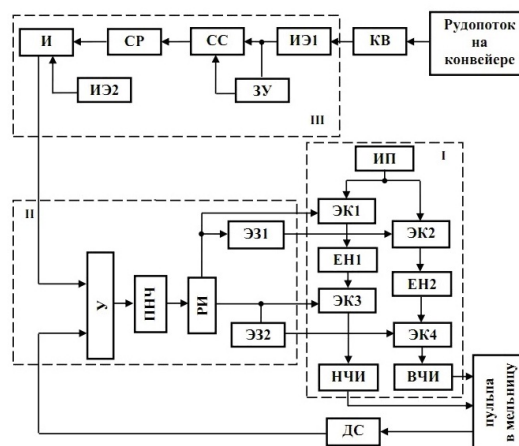 И
СР
СС
ИЭ1
КВ
Рудопоток
на
конвейере
ИЭ2
ЗУ
III
ИП
I
II
ЭК1
ЭЗ1
ЭК2
У
ПНЧ
РИ
ЕН1
ЕН2
ЭК3
ЭЗ2
ЭК4
НЧИ
ВЧИ
пульпа
в мельницу
ДС